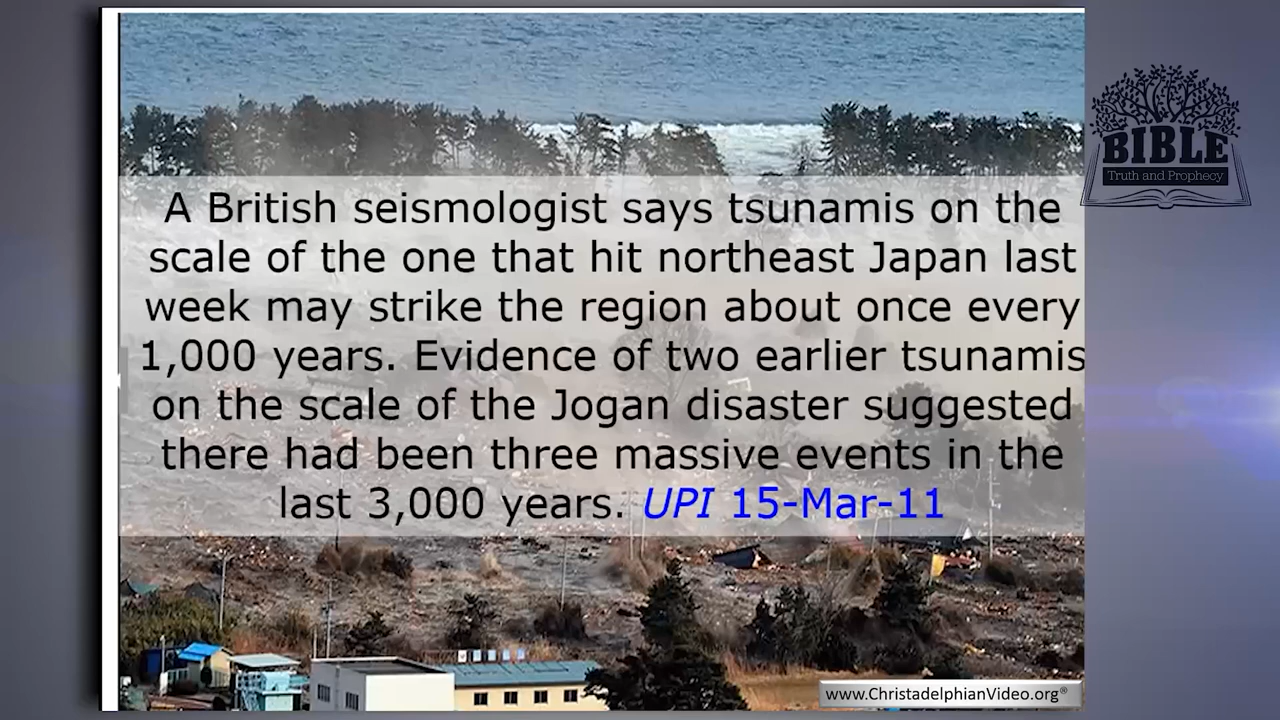 BIBLE
Truth and Prophecy
A British seismologist says tsunamis on the
scale of the one that hit northeast Japan last
week may strike the region about once every
1,000 years. Evidence of two earlier tsunamis
on the scale of the Jogan disaster suggested
there had been three massive events in the
last 3,000 years. UPI 15-Mar-11
www.ChristadelphianVideo.org®